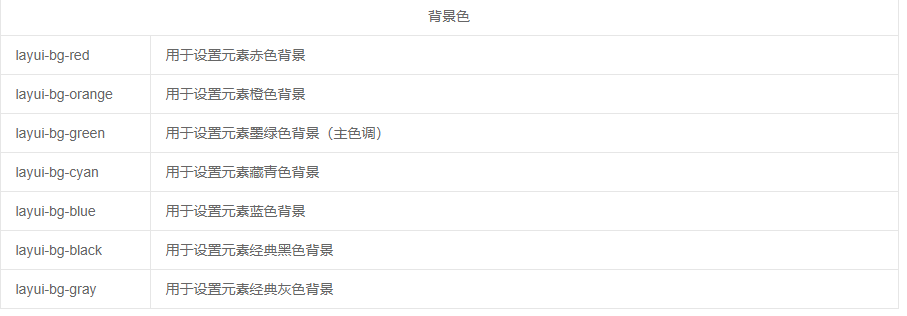 背景色
layui-bg-red 用于设置元素赤色背景
layui-bg-orange 用于设置元素橙色背景
layui-bg-green 用于设置元素墨绿色背景（主色调）
layui-bg-cyan 用于设置元素藏青色背景
layui-bg-blue 用于设置元素蓝色背景
layui-bg-black 用于设置元素经典黑色背景
layui-bg-gray 用于设置元素经典灰色背景